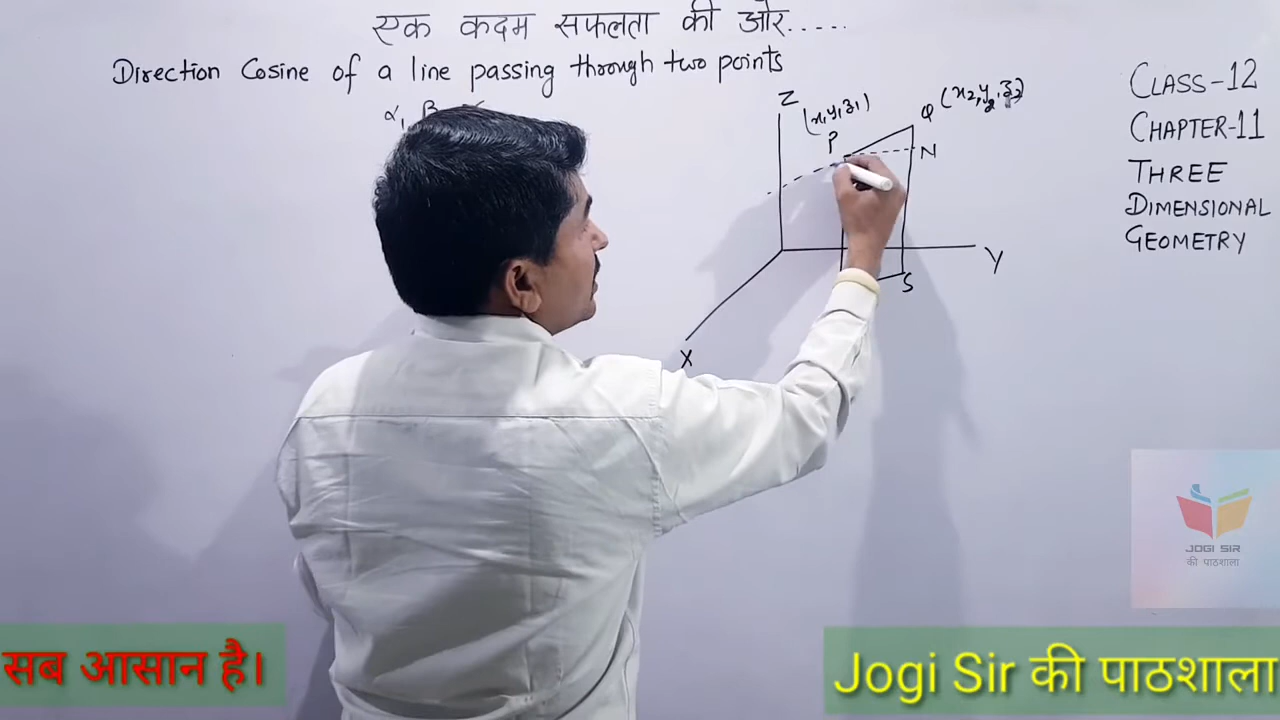 एक कदम सफलता की ओर......
Direction Cosine of a line passing through two points
α, β,
Z
(x1,y1,z1)
P
Q (x2,y2,z2)
N
Y
S
X
CLASS-12
CHAPTER-11
THREE
DIMENSIONAL
GEOMETRY
JOGI SIR
की पाठशाला
सब आसान है।
Jogi Sir की पाठशाला